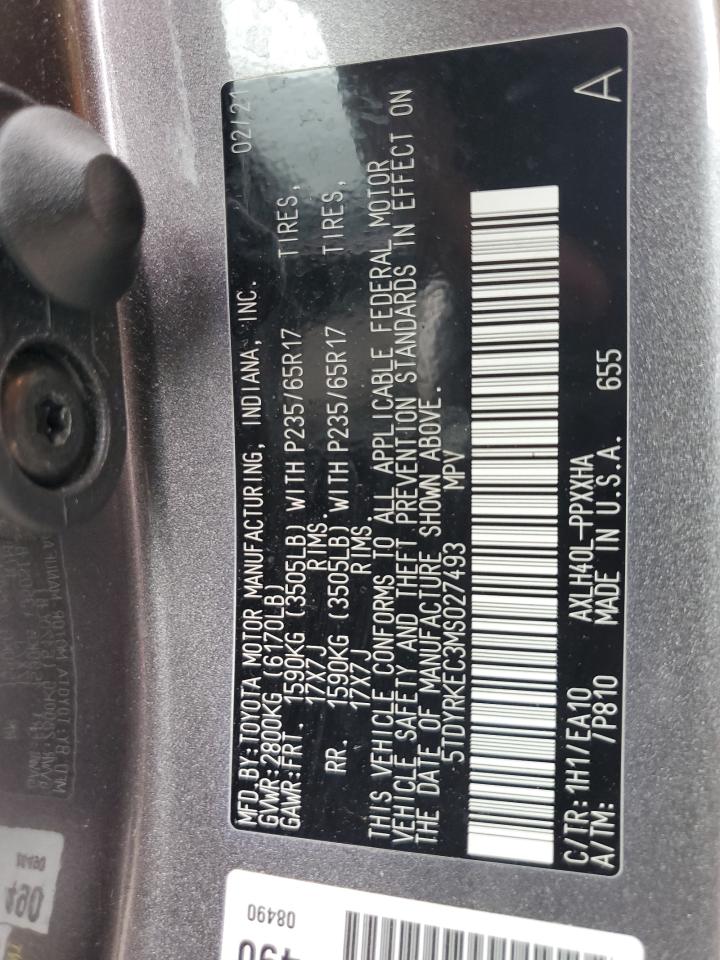 MFD.BY:TOYOTA MOTOR MANUFACTURING, INDIANA, INC. 02/21
GVWR:2800KG (6170LB)
GAWR:FRT. 1590KG (3505LB) WITH P235/65R17 TIRES,
17X7J RIMS.
RR. 1590KG (3505LB) WITH P235/65R17 TIRES,
17X7J RIMS
THIS VEHICLE CONFORMS TO ALL APPLICABLE FEDERAL MOTOR
VEHICLE SAFETY AND THEFT PREVENTION STANDARDS IN EFFECT ON
THE DATE OF MANUFACTURE SHOWN ABOVE.
5TDYRKEC3MS027493 MPV
A
C/TR: 1H1/EA10 AXLH40L-PPXXHA
A/TM: /P810 MADE IN U.S.A. 655
08490
490